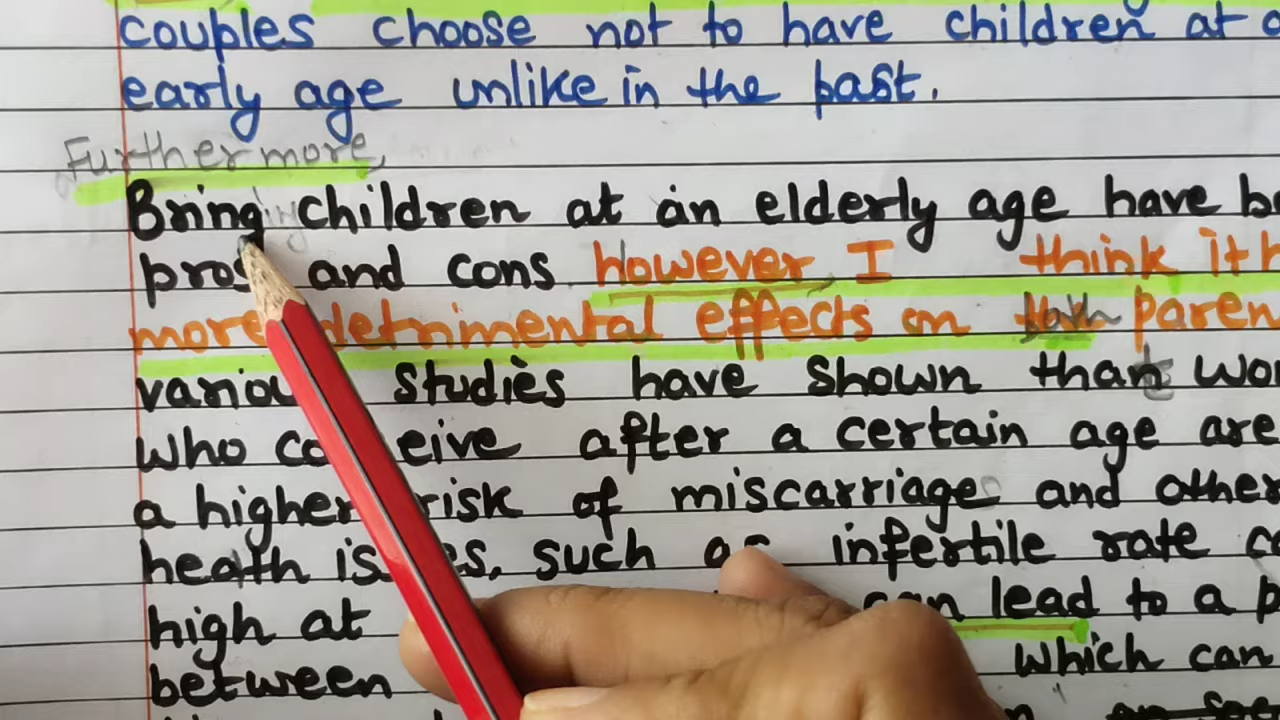 couples choose not to have children at
early age unlike in the past.
Furthermore,
Bring ing children at an elderly age have
pros and cons. however, I think it
more detrimental effects on both
studies have shown than t
who after a certain age are
a higher risk of miscarriage and other
heath such as infertile rate
high at can lead to a
between which can